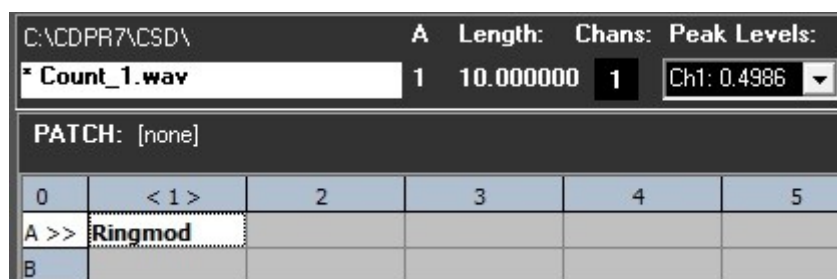 C:\CDPR7\CSD\ A Length: Chans: Peak Levels:
* Count_1.wav 1 10.000000 1 Ch1: 0.4986
PATCH: [none]
0 < 1 > 2 3 4 5
A >> Ringmod
B